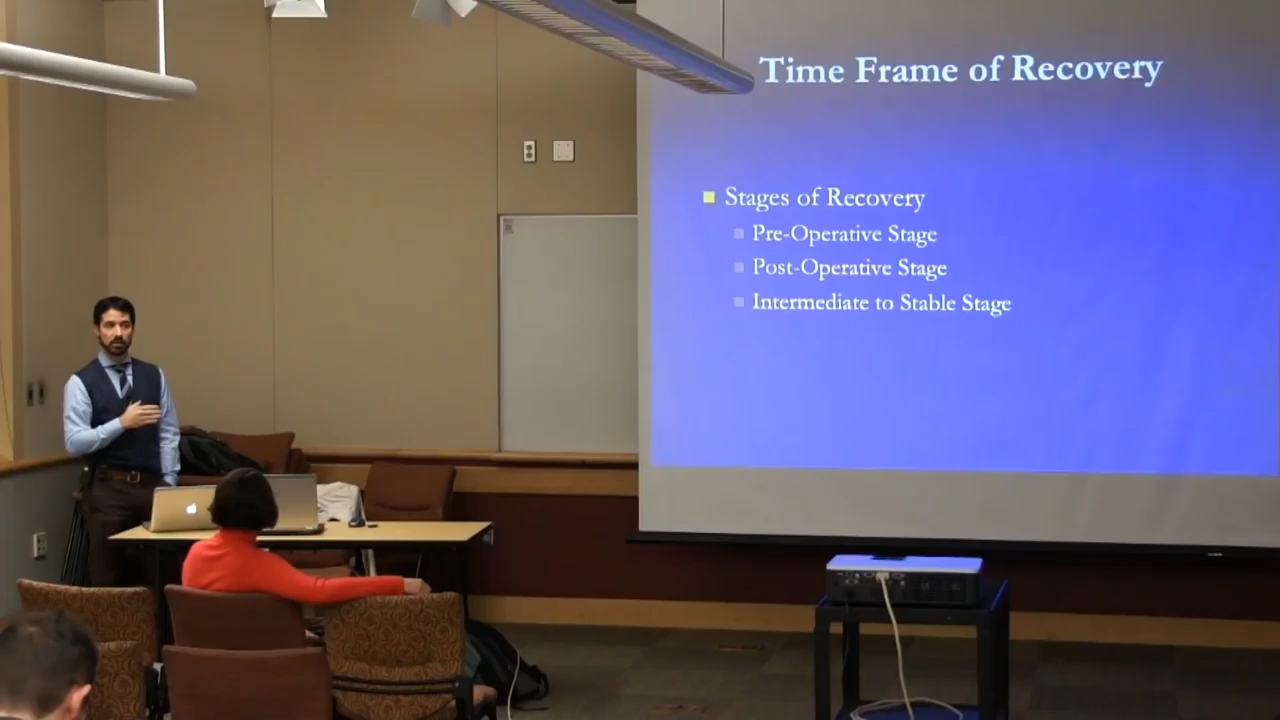 Time Frame of Recovery
Stages of Recovery
Pre-Operative Stage
Post-Operative Stage
Intermediate to Stable Stage